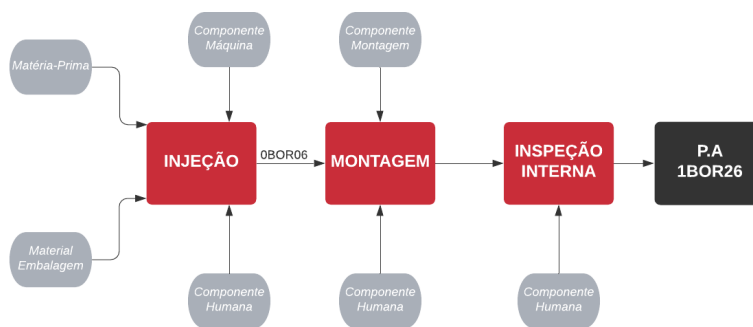 Componente
Máquina
Componente
Montagem
Matéria-Prima
INJEÇÃO
0BOR06
MONTAGEM
INSPEÇÃO
INTERNA
P.A
1BOR26
Material
Embalagem
Componente
Humana
Componente
Humana
Componente
Humana